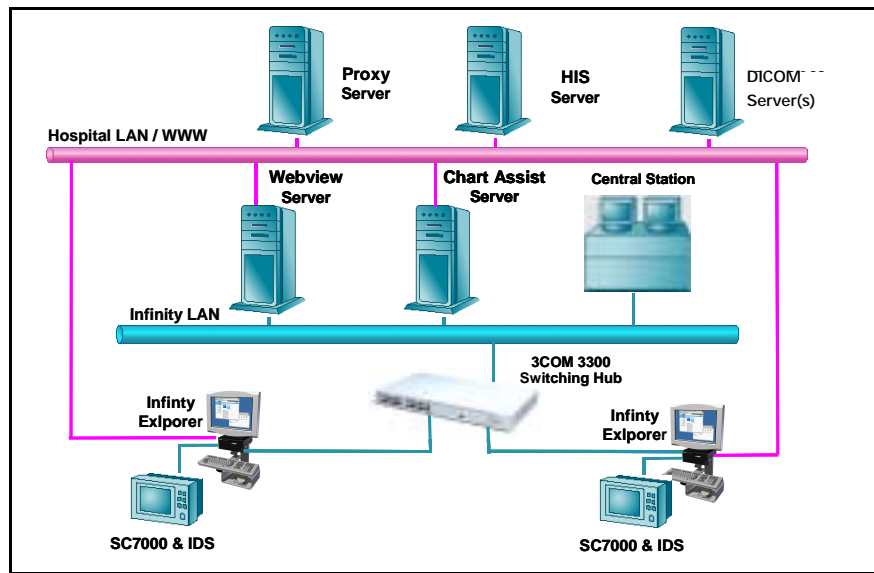 Proxy
Server
HIS
Server
DICOM
Server(s)
Hospital LAN / WWW
Webview
Server
Chart Assist
Server
Central Station
Infinity LAN
3COM 3300
Switching Hub
Infinty
Exlporer
Infinty
Exlporer
SC7000 & IDS
SC7000 & IDS